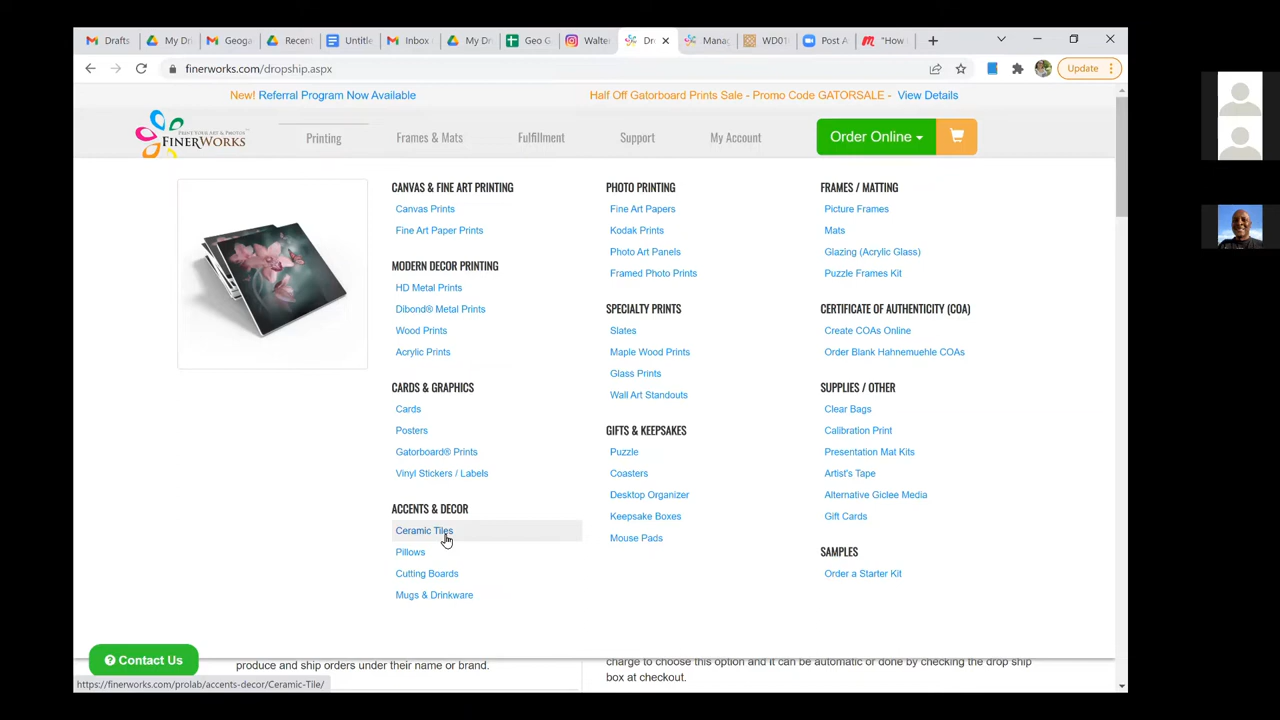 Drafts
My Dri
Geoga
Recent
Untitle
Inbox
My Dri
Geo G
Walter
Dr
Manag
WD01
Post A
"How
finerworks.com/dropship.aspx
Update
New! Referral Program Now Available
Half Off Gatorboard Prints Sale - Promo Code GATORSALE - View Details
PRINT YOUR ART & PHOTOS
FINERWORKS
Printing
Frames & Mats
Fulfillment
Support
My Account
Order Online
CANVAS & FINE ART PRINTING
Canvas Prints
Fine Art Paper Prints
MODERN DECOR PRINTING
HD Metal Prints
Dibond® Metal Prints
Wood Prints
Acrylic Prints
CARDS & GRAPHICS
Cards
Posters
Gatorboard® Prints
Vinyl Stickers / Labels
ACCENTS & DECOR
Ceramic Tiles
Pillows
Cutting Boards
Mugs & Drinkware
PHOTO PRINTING
Fine Art Papers
Kodak Prints
Photo Art Panels
Framed Photo Prints
SPECIALTY PRINTS
Slates
Maple Wood Prints
Glass Prints
Wall Art Standouts
GIFTS & KEEPSAKES
Puzzle
Coasters
Desktop Organizer
Keepsake Boxes
Mouse Pads
FRAMES / MATTING
Picture Frames
Mats
Glazing (Acrylic Glass)
Puzzle Frames Kit
CERTIFICATE OF AUTHENTICITY (COA)
Create COAs Online
Order Blank Hahnemuehle COAs
SUPPLIES / OTHER
Clear Bags
Calibration Print
Presentation Mat Kits
Artist's Tape
Alternative Giclee Media
Gift Cards
SAMPLES
Order a Starter Kit
Contact Us
produce and ship orders under their name or brand.
charge to choose this option and it can be automatic or done by checking the drop ship
box at checkout.
https://finerworks.com/prolab/accents-decor/Ceramic-Tile/